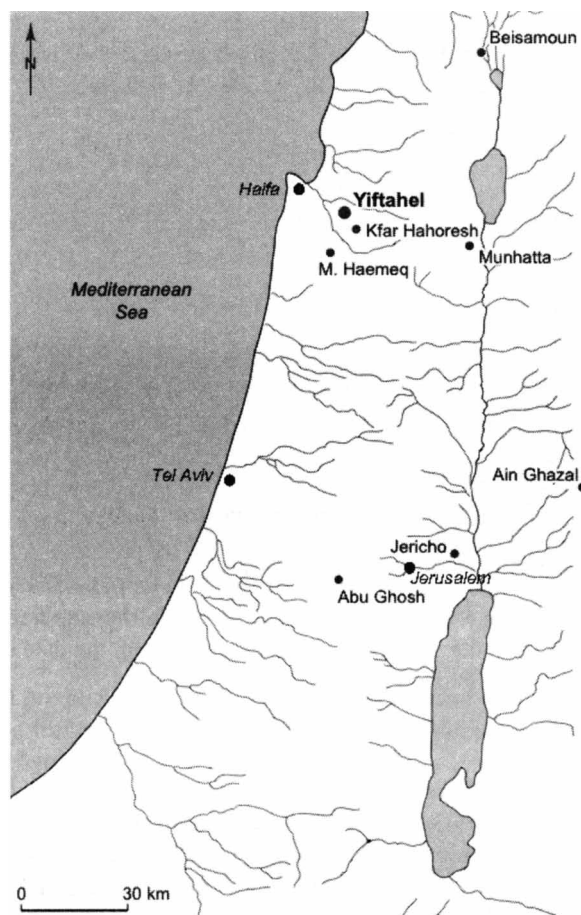 N
Beisamoun
Haifa
Yiftahel
Kfar Hahoresh
Munhatta
M. Haemeq
Mediterranean
Sea
Tel Aviv
Ain Ghazal
Jericho
Jerusalem
Abu Ghosh
0 30 km